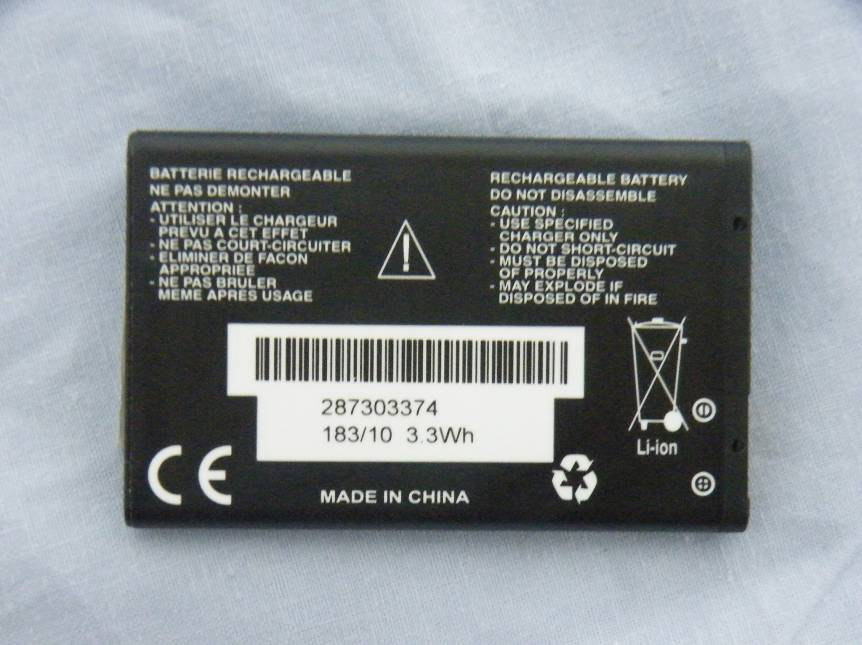 BATTERIE RECHARGEABLE
NE PAS DEMONTER
ATTENTION :
- UTILISER LE CHARGEUR
PREVU A CET EFFET
- NE PAS COURT-CIRCUITER
- ELIMINER DE FACON
APPROPRIEE
- NE PAS BRULER
MEME APRES USAGE
RECHARGEABLE BATTERY
DO NOT DISASSEMBLE
CAUTION :
- USE SPECIFIED
CHARGER ONLY
- DO NOT SHORT-CIRCUIT
- MUST BE DISPOSED
OF PROPERLY
- MAY EXPLODE IF
DISPOSED OF IN FIRE
287303374
183/10 3.3Wh
Li-ion
CE
MADE IN CHINA